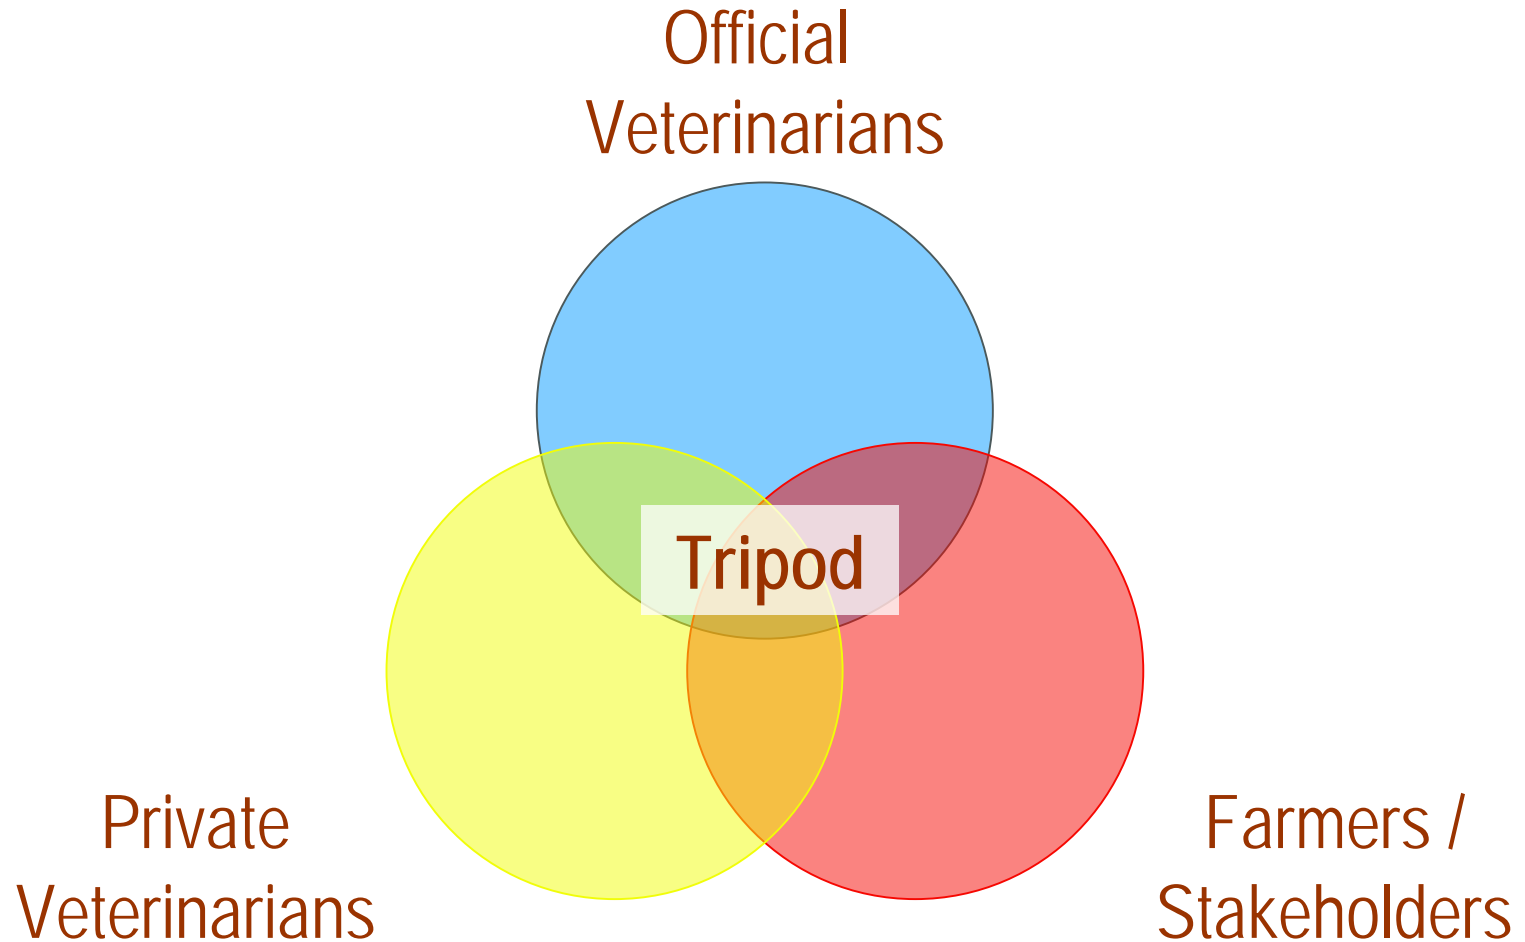 Official
Veterinarians
Tripod
Private
Veterinarians
Farmers /
Stakeholders